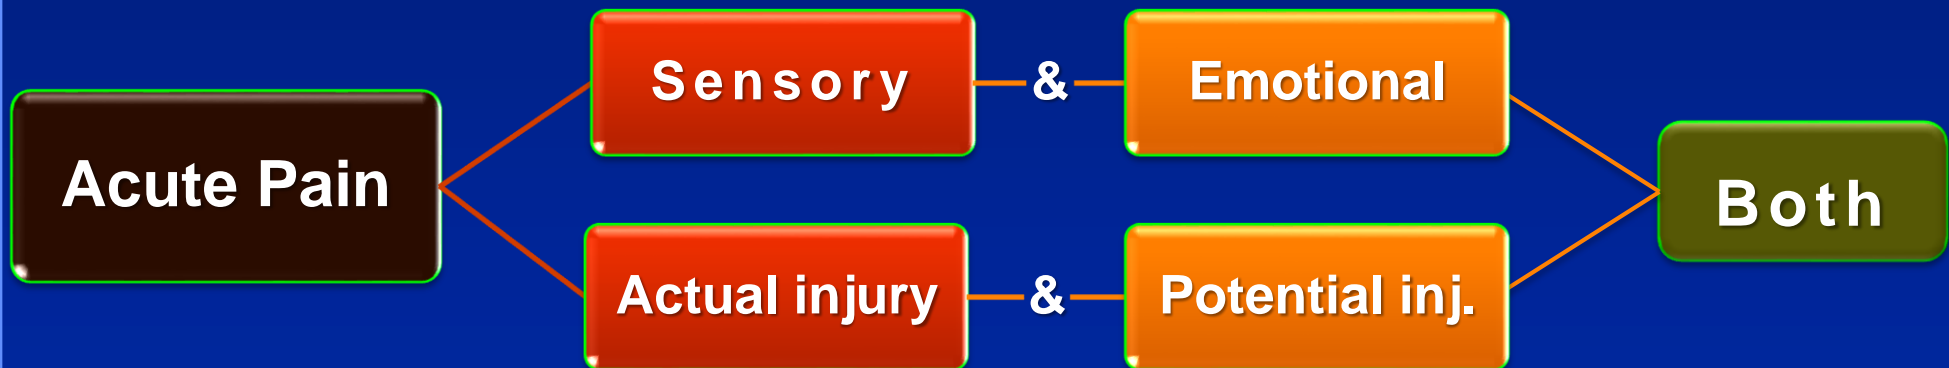 Acute Pain
Sensory & Emotional
Actual injury & Potential inj.
Both